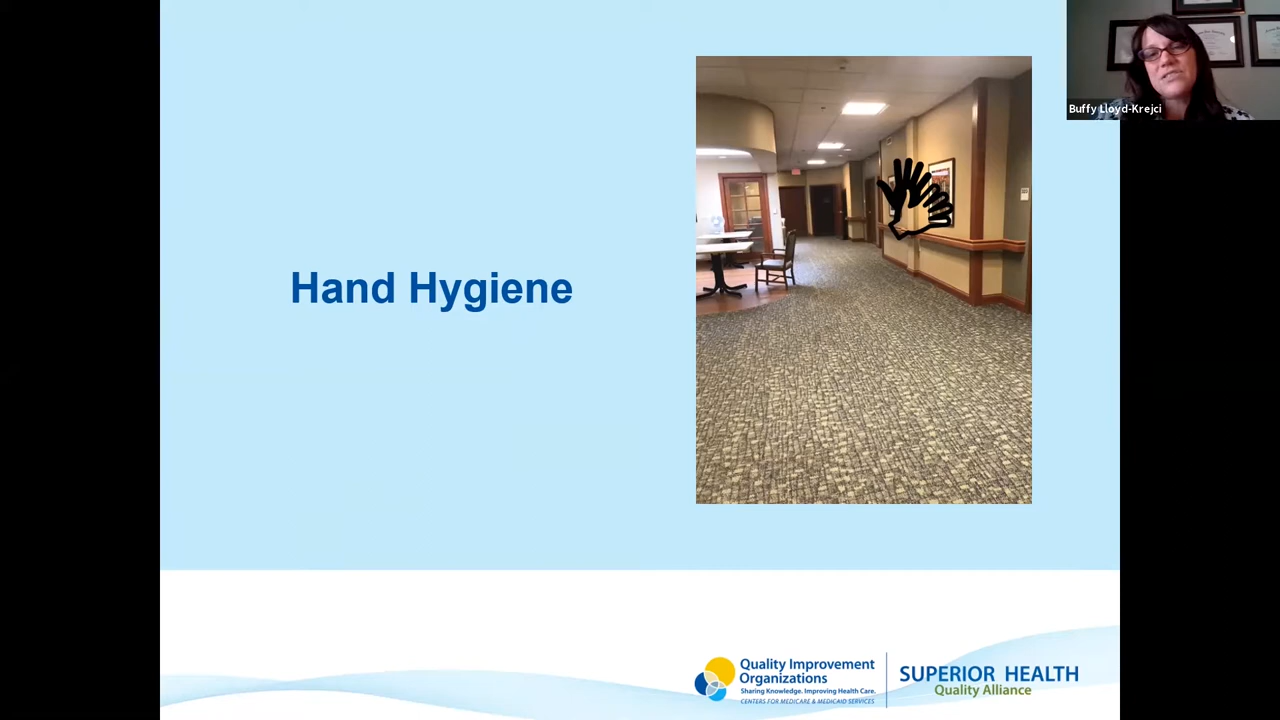 Buffy Lloyd-Krejci
Hand Hygiene
Quality Improvement
Organizations
Sharing Knowledge. Improving Health Care.
CENTERS FOR MEDICARE & MEDICAID SERVICES
SUPERIOR HEALTH
Quality Alliance